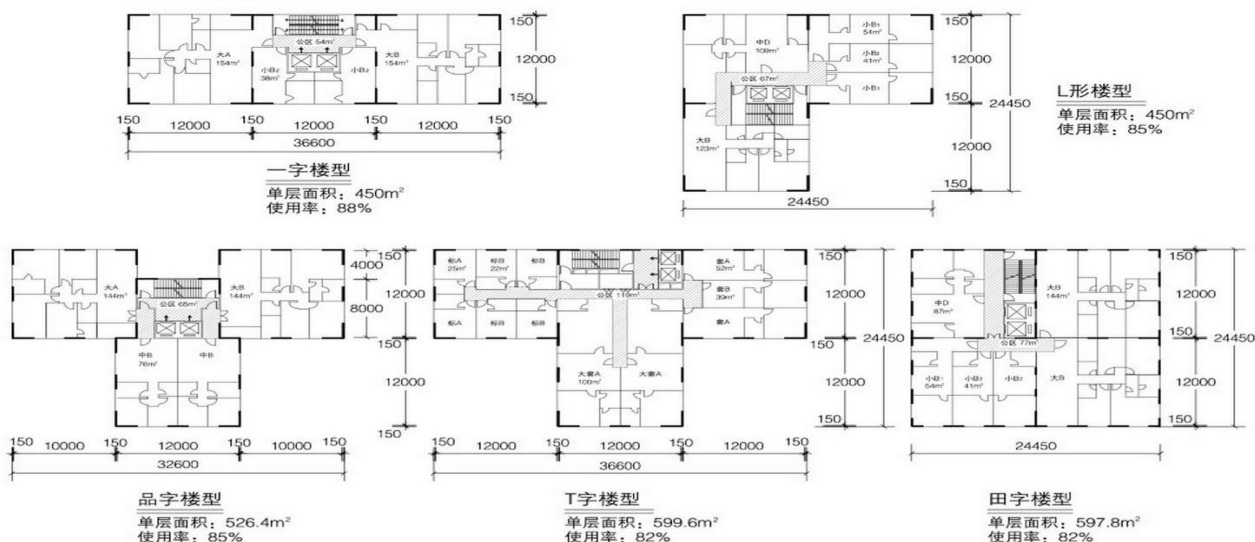 大A
154m²
公区 54m²
小B₂
38m²
小B₂
大B
154m²
150
12000
150
150
12000
150
12000
150
12000
150
36600
一字楼型
单层面积：450m²
使用率：88%
中D
109m²
公区 67m²
小B₁
54m²
小B₂
41m²
小B₁
大B
123m²
150
12000
150
12000
150
24450
24450
L形楼型
单层面积：450m²
使用率：85%
大A
144m²
公区 65m²
大B
144m²
中B
76m²
中B
150
4000
12000
8000
150
12000
150
150
10000
150
12000
150
10000
150
32600
品字楼型
单层面积：526.4m²
使用率：85%
标A
25m²
标B
22m²
标B
套A
52m²
套B
39m²
套A
公区 119m²
标A
标B
标B
大套A
100m²
大套A
150
12000
150
12000
150
24450
150
12000
150
12000
150
12000
150
36600
T字楼型
单层面积：599.6m²
使用率：82%
中D
87m²
大B
144m²
公区 77m²
小B₁
54m²
小B₂
41m²
小B₂
大B
150
12000
150
12000
150
24450
24450
田字楼型
单层面积：597.8m²
使用率：82%